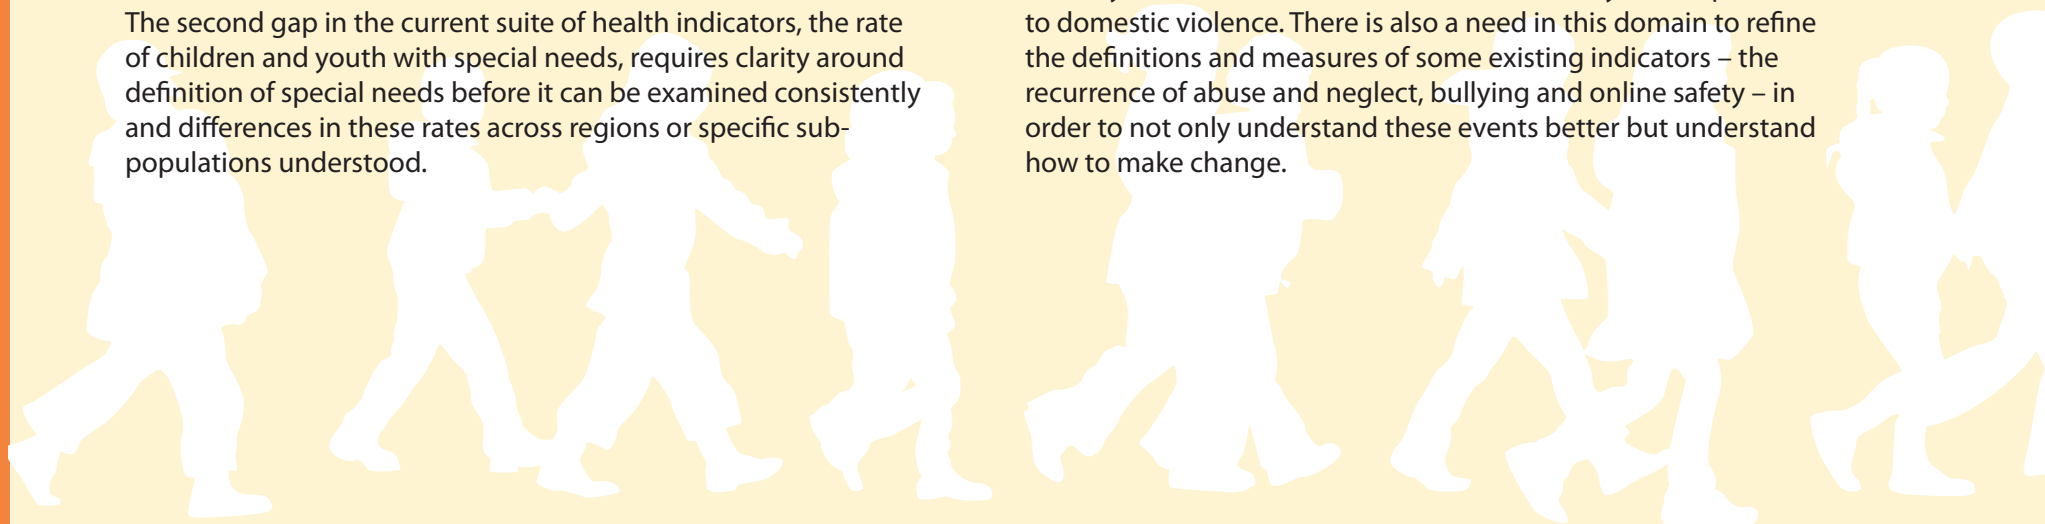 The second gap in the current suite of health indicators, the rate
of children and youth with special needs, requires clarity around
definition of special needs before it can be examined consistently
and differences in these rates across regions or specific sub-
populations understood.
to domestic violence. There is also a need in this domain to refine
the definitions and measures of some existing indicators – the
recurrence of abuse and neglect, bullying and online safety – in
order to not only understand these events better but understand
how to make change.